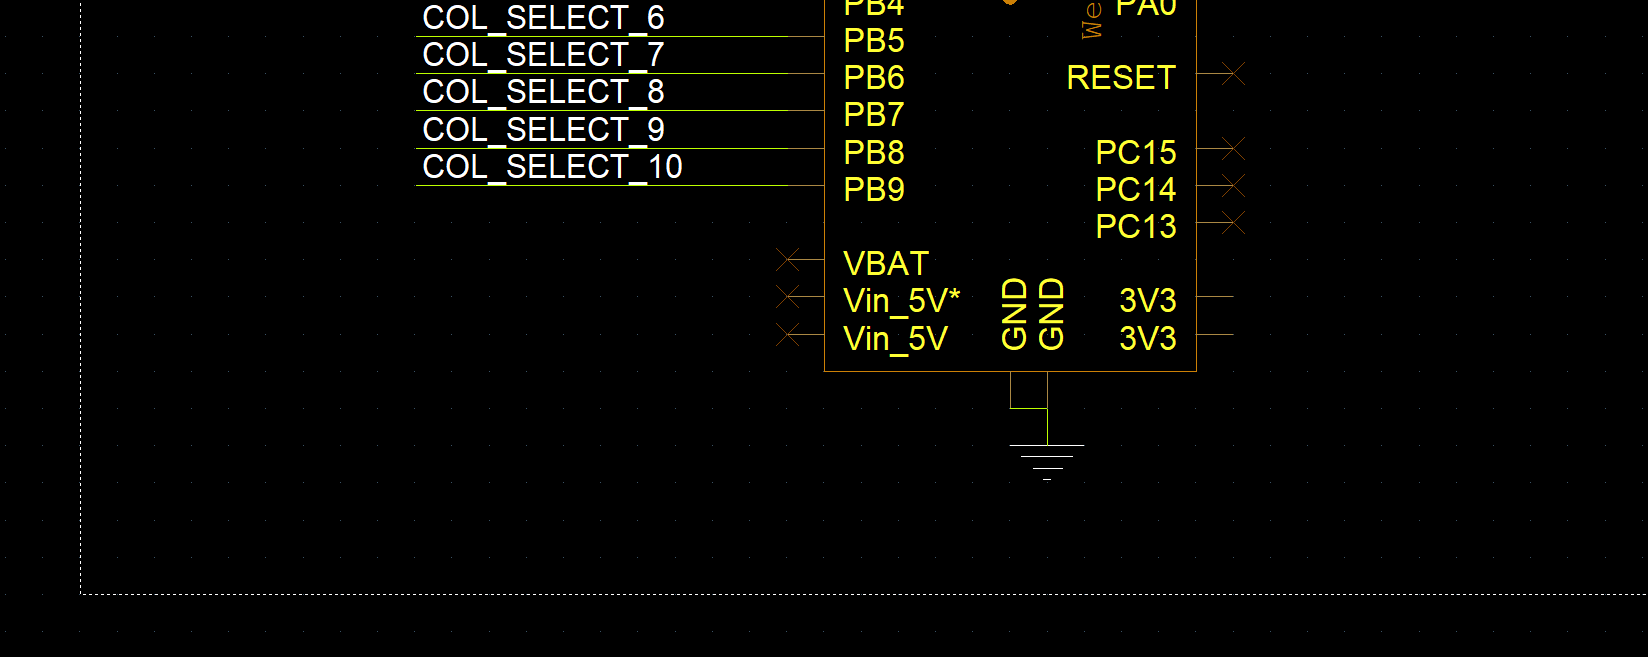 COL_SELECT_6
COL_SELECT_7
COL_SELECT_8
COL_SELECT_9
COL_SELECT_10
PB4
PB5
PB6
PB7
PB8
PB9
VBAT
Vin_5V*
Vin_5V
GND
GND
We
PA0
RESET
PC15
PC14
PC13
3V3
3V3